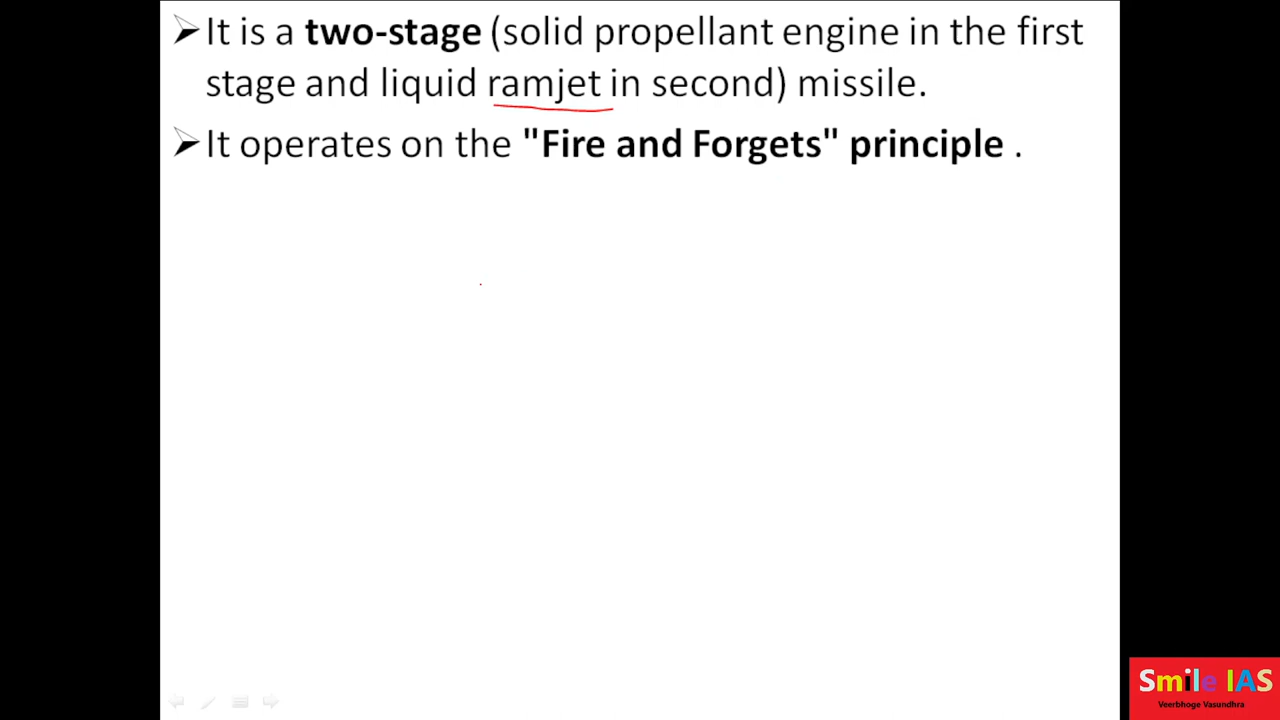 It is a two-stage (solid propellant engine in the first
stage and liquid ramjet in second) missile.
It operates on the "Fire and Forgets" principle .
Smile IAS
Veerbhoge Vasundhra